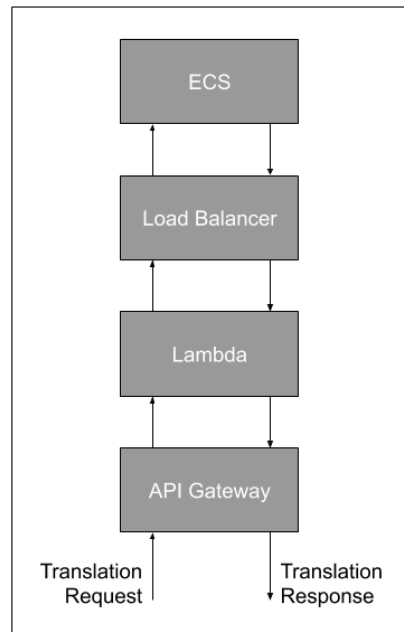 ECS
Load Balancer
Lambda
API Gateway
Translation
Request
Translation
Response